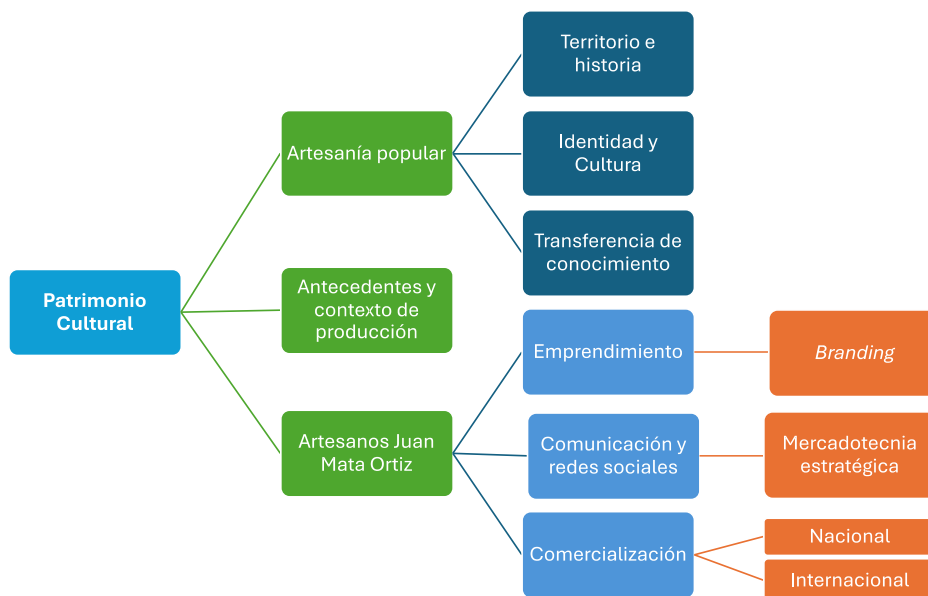 Patrimonio
Cultural
Artesanía popular
Territorio e
historia
Identidad y
Cultura
Transferencia de
conocimiento
Antecedentes y
contexto de
producción
Artesanos Juan
Mata Ortiz
Emprendimiento
Branding
Comunicación y
redes sociales
Mercadotecnia
estratégica
Comercialización
Nacional
Internacional